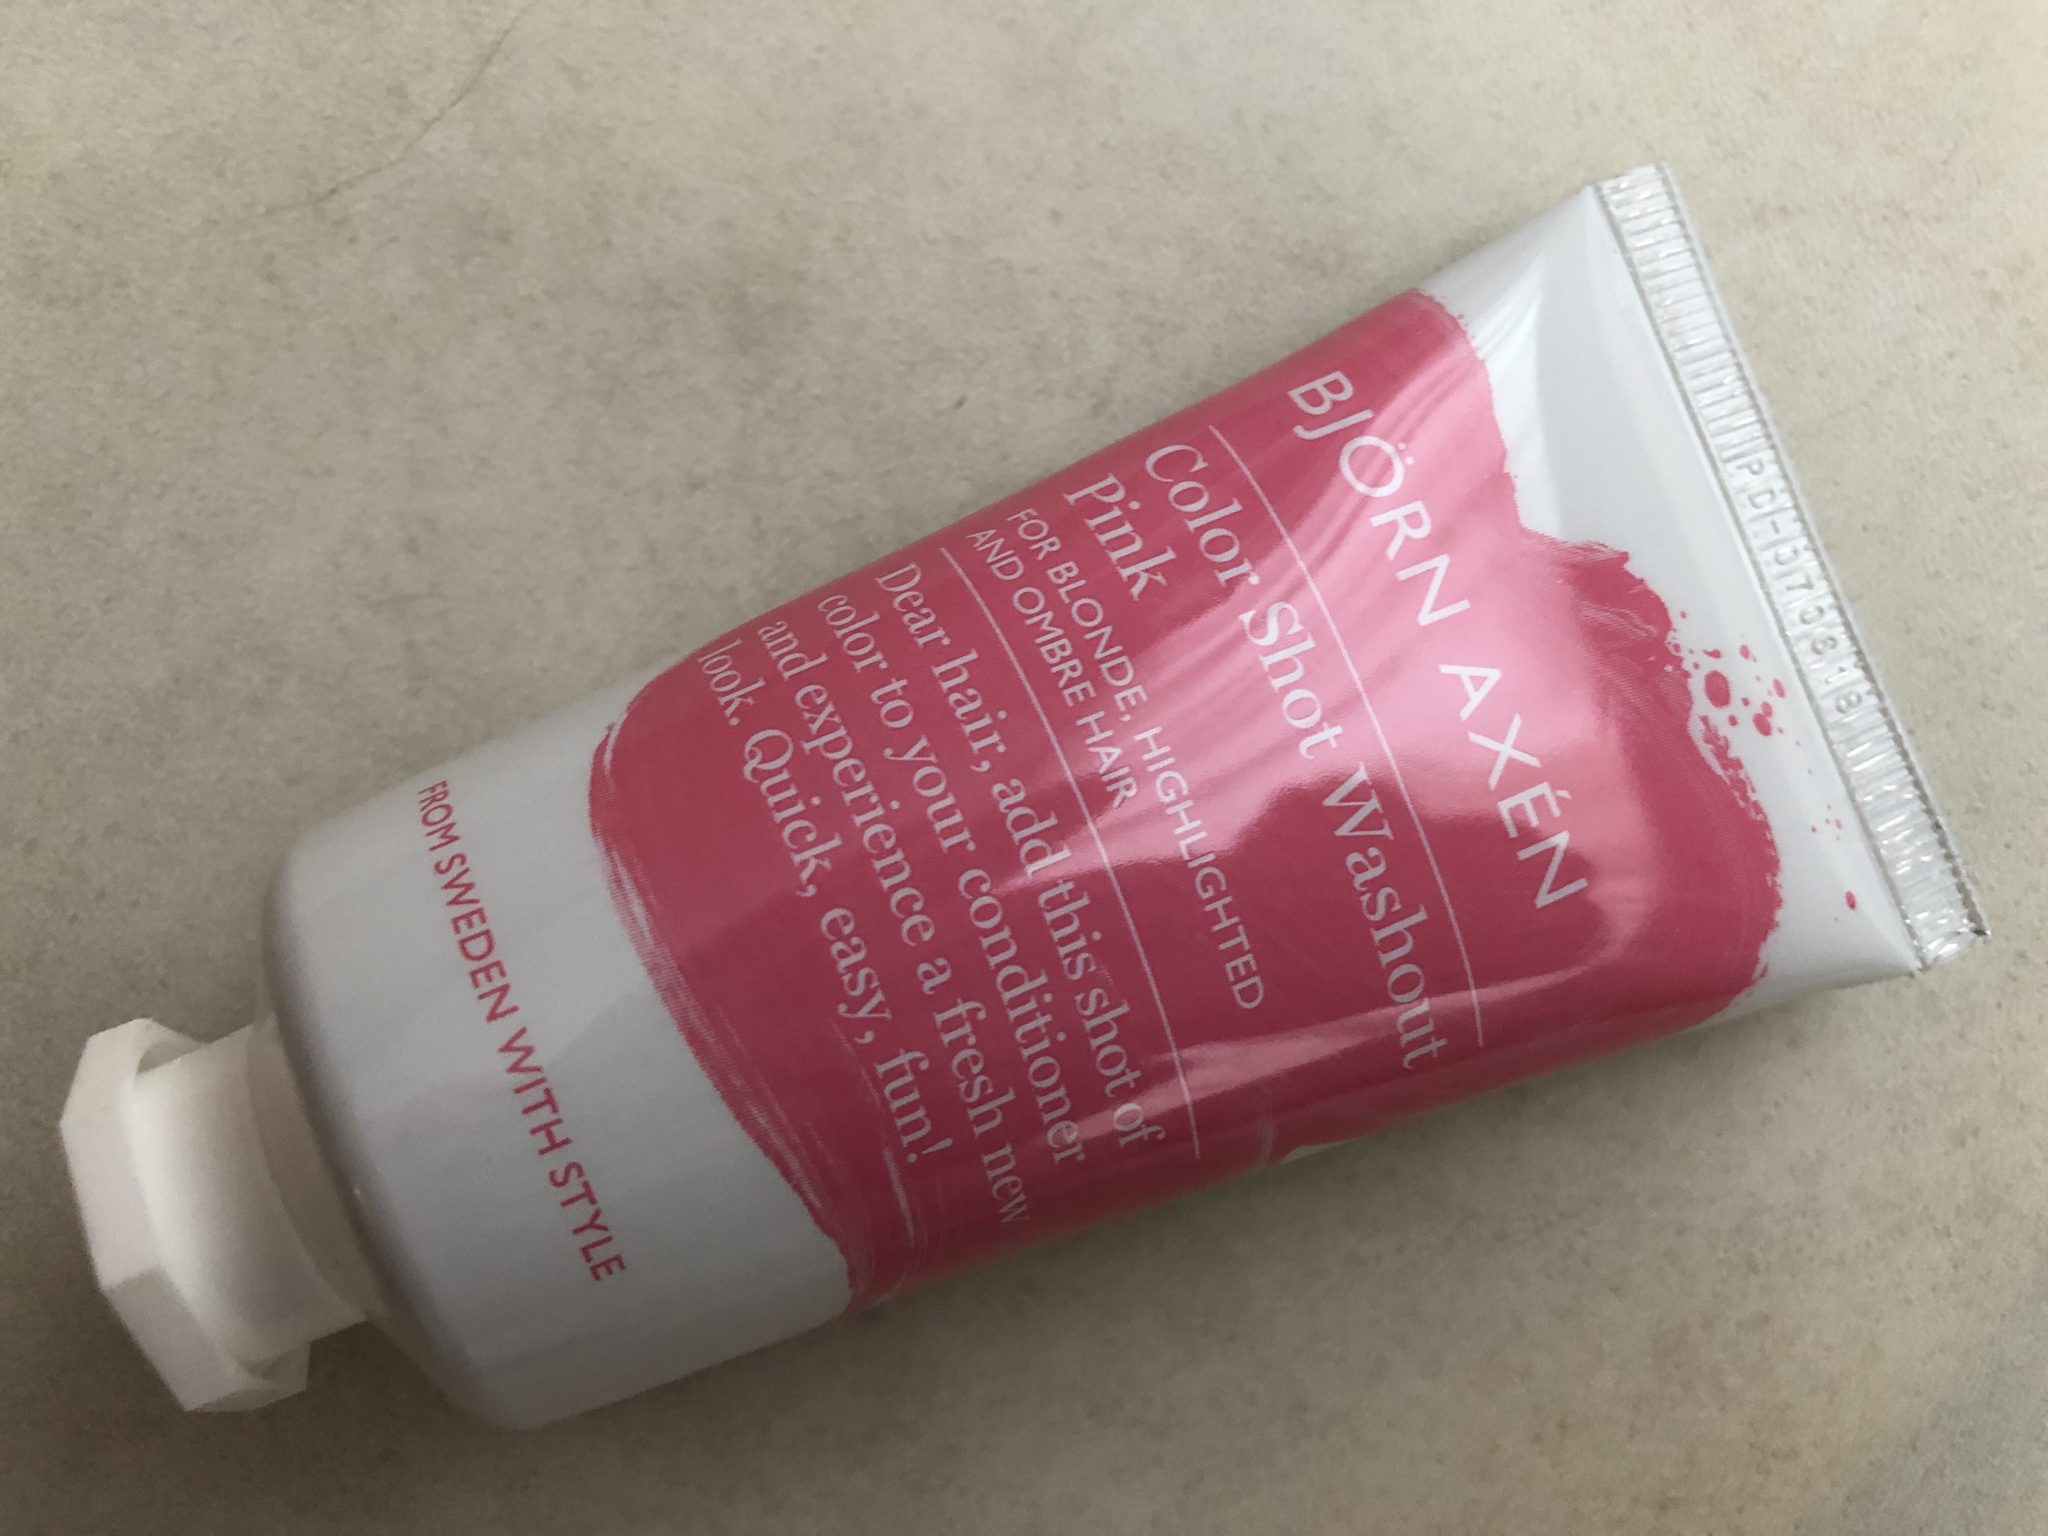 BJÖRN AXÉN
Color Shot Washout
Pink
FOR BLONDE, HIGHLIGHTED
AND OMBRE HAIR
Dear hair, add this shot of
color to your conditioner
and experience a fresh new
look. Quick, easy, fun!
FROM SWEDEN WITH STYLE